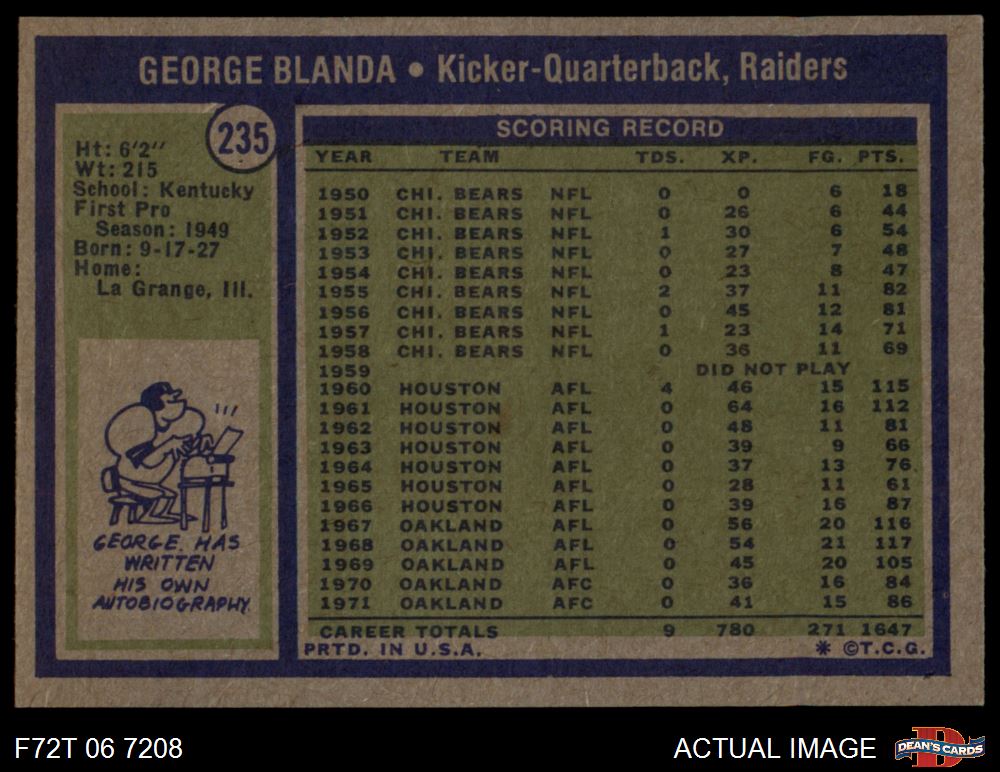 GEORGE BLANDA • Kicker-Quarterback, Raiders
235
Ht: 6'2''
Wt: 215
School: Kentucky
First Pro
Season: 1949
Born: 9-17-27
Home:
La Grange, Ill.
GEORGE HAS
WRITTEN
HIS OWN
AUTOBIOGRAPHY.
SCORING RECORD
YEAR TEAM TDS. XP. FG. PTS.
1950 CHI. BEARS NFL 0 0 6 18
1951 CHI. BEARS NFL 0 26 6 44
1952 CHI. BEARS NFL 1 30 6 54
1953 CHI. BEARS NFL 0 27 7 48
1954 CHI. BEARS NFL 0 23 8 47
1955 CHI. BEARS NFL 2 37 11 82
1956 CHI. BEARS NFL 0 45 12 81
1957 CHI. BEARS NFL 1 23 14 71
1958 CHI. BEARS NFL 0 36 11 69
1959 DID NOT PLAY
1960 HOUSTON AFL 4 46 15 115
1961 HOUSTON AFL 0 64 16 112
1962 HOUSTON AFL 0 48 11 81
1963 HOUSTON AFL 0 39 9 66
1964 HOUSTON AFL 0 37 13 76
1965 HOUSTON AFL 0 28 11 61
1966 HOUSTON AFL 0 39 16 87
1967 OAKLAND AFL 0 56 20 116
1968 OAKLAND AFL 0 54 21 117
1969 OAKLAND AFL 0 45 20 105
1970 OAKLAND AFC 0 36 16 84
1971 OAKLAND AFC 0 41 15 86
CAREER TOTALS 9 780 271 1647
PRTD. IN U.S.A. * ©T.C.G.
F72T 06 7208
ACTUAL IMAGE
D
DEAN'S CARDS